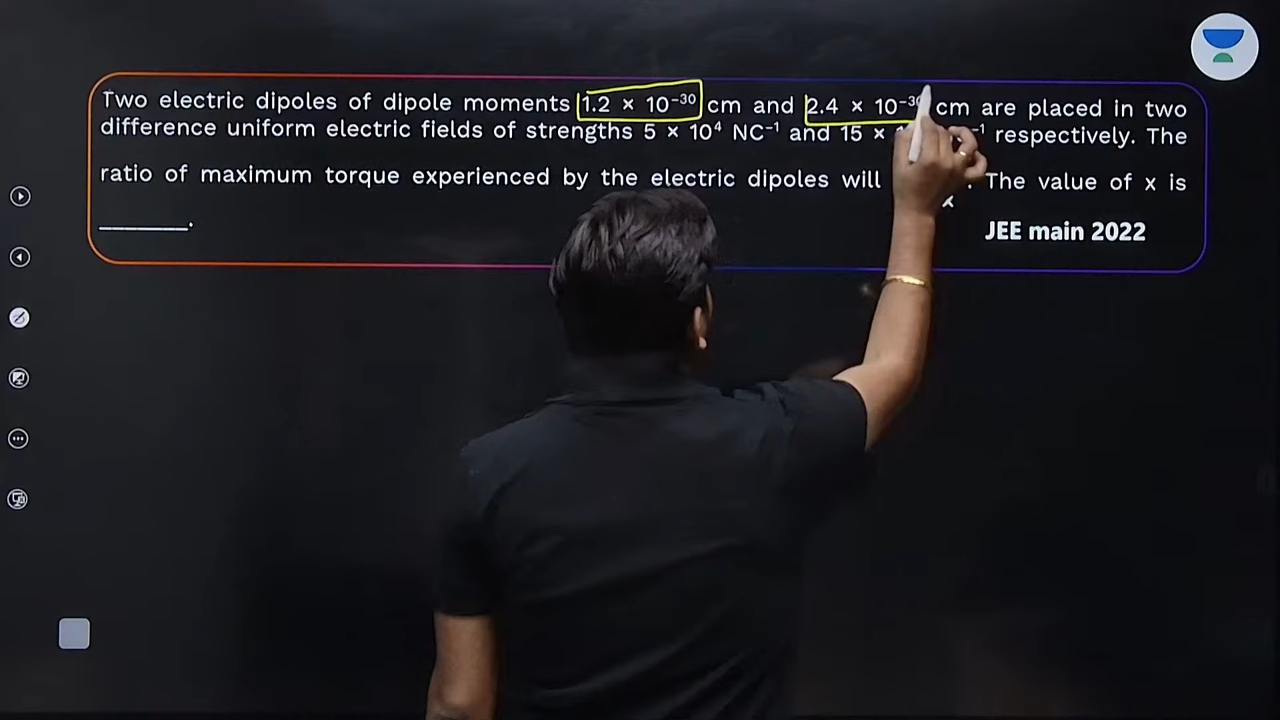 Two electric dipoles of dipole moments 1.2 × 10⁻³⁰ cm and 2.4 × 10⁻³⁰ cm are placed in two
difference uniform electric fields of strengths 5 × 10⁴ NC⁻¹ and 15 × ⁻¹ respectively. The
ratio of maximum torque experienced by the electric dipoles will . The value of x is
x
________.
JEE main 2022